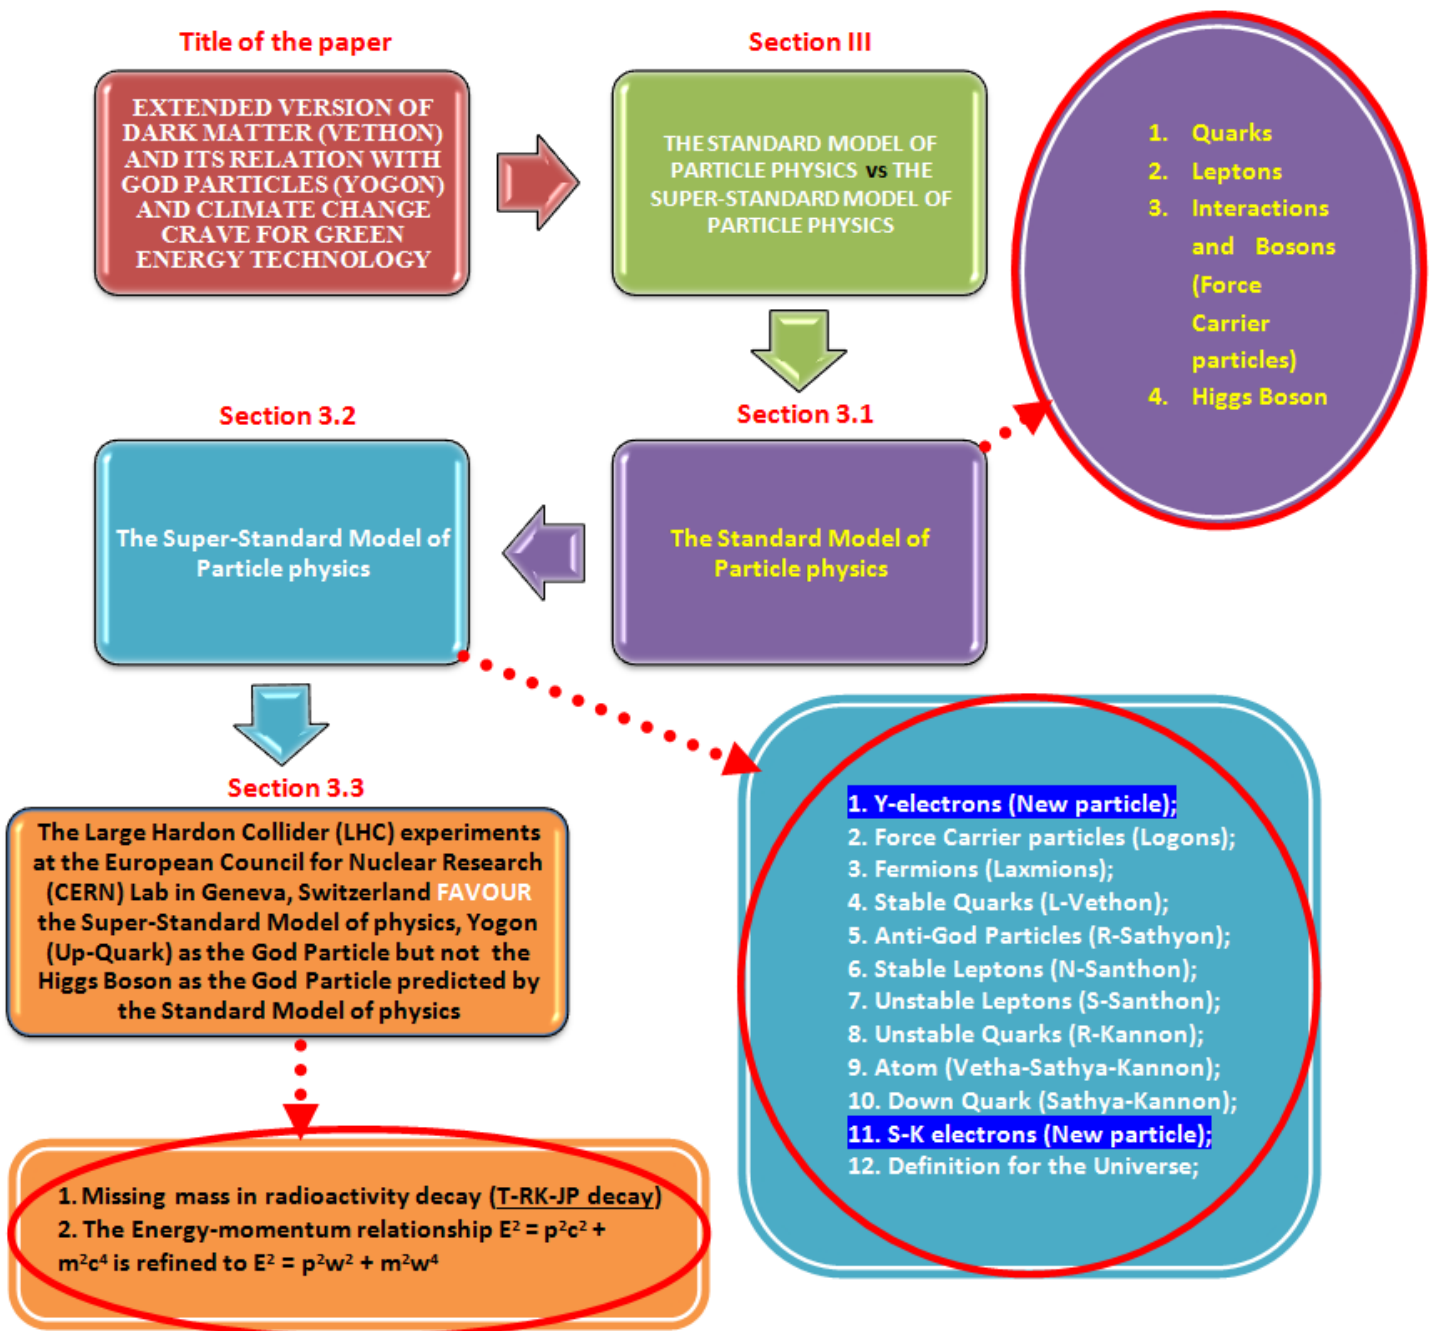 Title of the paper
EXTENDED VERSION OF
DARK MATTER (VETHON)
AND ITS RELATION WITH
GOD PARTICLES (YOGON)
AND CLIMATE CHANGE
CRAVE FOR GREEN
ENERGY TECHNOLOGY
Section III
THE STANDARD MODEL OF
PARTICLE PHYSICS vs THE
SUPER-STANDARD MODEL OF
PARTICLE PHYSICS
1. Quarks
2. Leptons
3. Interactions
and Bosons
(Force
Carrier
particles)
4. Higgs Boson
Section 3.2
The Super-Standard Model of
Particle physics
Section 3.1
The Standard Model of
Particle physics
Section 3.3
The Large Hardon Collider (LHC) experiments
at the European Council for Nuclear Research
(CERN) Lab in Geneva, Switzerland FAVOUR
the Super-Standard Model of physics, Yogon
(Up-Quark) as the God Particle but not the
Higgs Boson as the God Particle predicted by
the Standard Model of physics
1. Y-electrons (New particle);
2. Force Carrier particles (Logons);
3. Fermions (Laxmions);
4. Stable Quarks (L-Vethon);
5. Anti-God Particles (R-Sathyon);
6. Stable Leptons (N-Santhon);
7. Unstable Leptons (S-Santhon);
8. Unstable Quarks (R-Kannon);
9. Atom (Vetha-Sathya-Kannon);
10. Down Quark (Sathya-Kannon);
11. S-K electrons (New particle);
12. Definition for the Universe;
1. Missing mass in radioactivity decay (T-RK-JP decay)
2. The Energy-momentum relationship E² = p²c² +
m²c⁴ is refined to E² = p²w² + m²w⁴